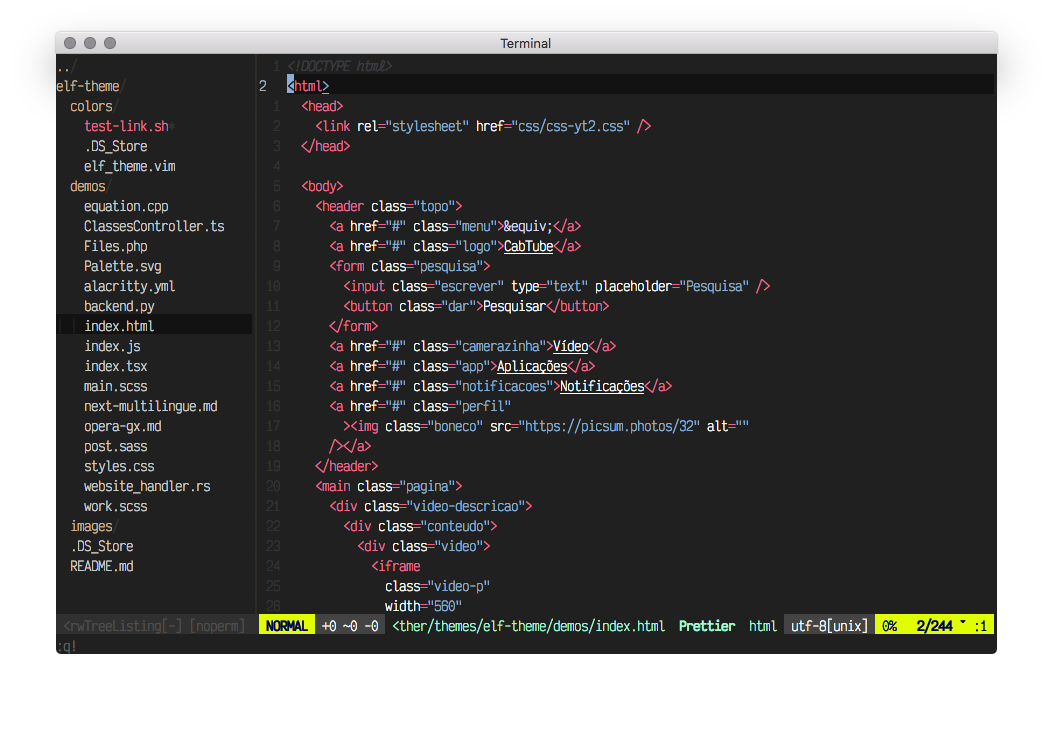 Terminal
../
elf-theme/
colors/
test-link.sh*
.DS_Store
elf_theme.vim
demos/
equation.cpp
ClassesController.ts
Files.php
Palette.svg
alacritty.yml
backend.py
index.html
index.js
index.tsx
main.scss
next-multilingue.md
opera-gx.md
post.sass
styles.css
website_handler.rs
work.scss
images/
.DS_Store
README.md
<rwTreeListing[-] [noperm]
1 <!DOCTYPE html>
2 <html>
1 <head>
2 <link rel="stylesheet" href="css/css-yt2.css" />
3 </head>
4
5 <body>
6 <header class="topo">
7 <a href="#" class="menu">&equiv;</a>
8 <a href="#" class="logo">CabTube</a>
9 <form class="pesquisa">
10 <input class="escrever" type="text" placeholder="Pesquisa" />
11 <button class="dar">Pesquisar</button>
12 </form>
13 <a href="#" class="camerazinha">Vídeo</a>
14 <a href="#" class="app">Aplicações</a>
15 <a href="#" class="notificacoes">Notificações</a>
16 <a href="#" class="perfil"
17 ><img class="boneco" src="https://picsum.photos/32" alt=""
18 /></a>
19 </header>
20 <main class="pagina">
21 <div class="video-descricao">
22 <div class="conteudo">
23 <div class="video">
24 <iframe
25 class="video-p"
26 width="560"
NORMAL +0 ~0 -0 <ther/themes/elf-theme/demos/index.html Prettier html utf-8[unix] 0% 2/244 :1
:q!